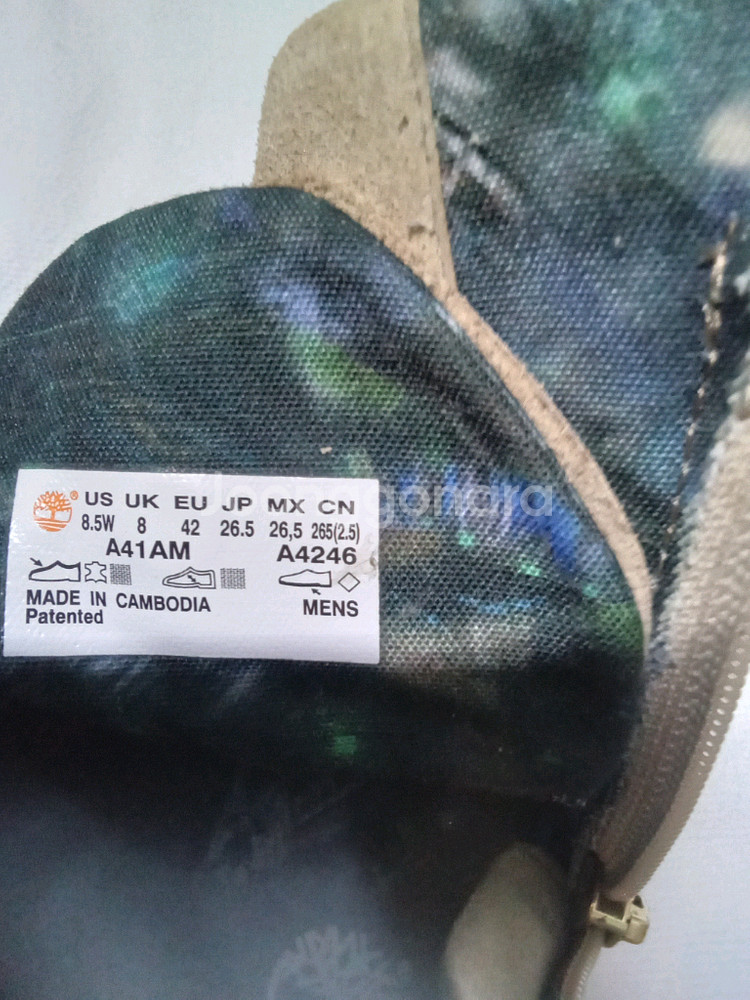 US UK EU JP MX CN
8.5W 8 42 26.5 26,5 265(2.5)
A41AM A4246
MADE IN CAMBODIA MENS
Patented